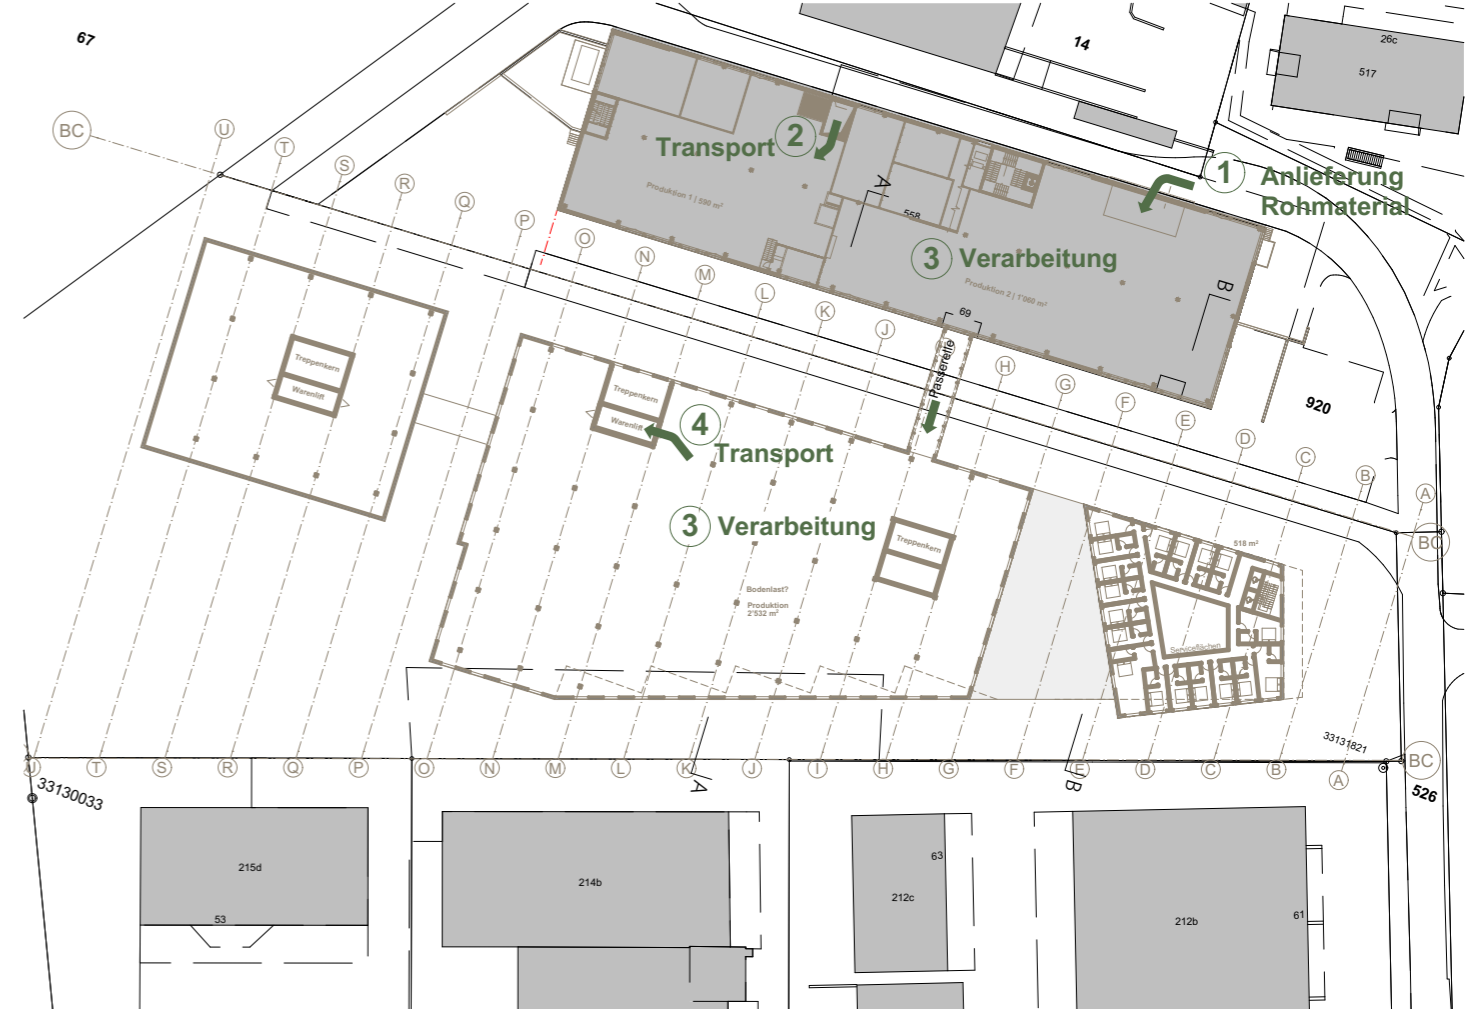 67
14
26c
517
BC
U
T
S
R
Q
P
O
N
M
L
K
J
H
G
F
E
D
C
B
A
BC
2
Transport
1
Anlieferung
Rohmaterial
Produktion 1 | 590 m²
A
558
3
Verarbeitung
Produktion 2 | 1'060 m²
B
69
Passerelle
920
Treppenkern
Warenlift
Treppenkern
Warenlift
4
Transport
3
Verarbeitung
Treppenkern
518 m²
Bodenlast?
Produktion
2'532 m²
Serviceflächen
33131821
U
T
S
R
Q
P
O
N
M
L
K
J
I
H
G
F
E
D
C
B
A
BC
A
B
33130033
526
215d
53
214b
63
212c
212b
61